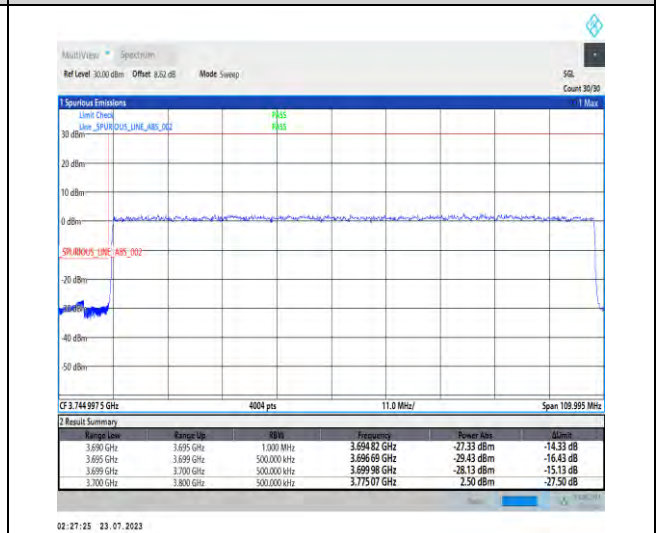 MultiView Spectrum
Ref Level 30.00 dBm Offset 8.62 dB Mode Sweep SGL
Count 30/30
1 Spurious Emissions 1 Max
Limit Check PASS
Line _SPURIOUS_LINE_ABS_002 PASS
30 dBm
20 dBm
10 dBm
0 dBm
SPURIOUS_LINE_ABS_002
-20 dBm
-40 dBm
-50 dBm
CF 3.744 997 5 GHz 4004 pts 11.0 MHz/ Span 109.995 MHz
2 Result Summary
Range Low Range Up RBW Frequency Power Abs ΔLimit
3.690 GHz 3.695 GHz 1.000 MHz 3.694 82 GHz -27.33 dBm -14.33 dB
3.695 GHz 3.699 GHz 500.000 kHz 3.696 69 GHz -29.43 dBm -16.43 dB
3.699 GHz 3.700 GHz 500.000 kHz 3.699 98 GHz -28.13 dBm -15.13 dB
3.700 GHz 3.800 GHz 500.000 kHz 3.775 07 GHz 2.50 dBm -27.50 dB
02:27:25 23.07.2023